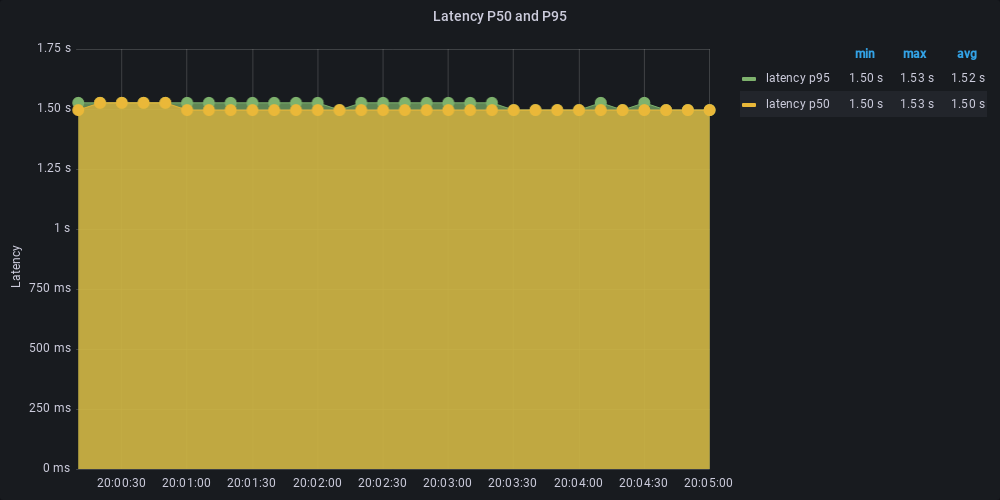 Latency P50 and P95
min max avg
latency p95 1.50 s 1.53 s 1.52 s
latency p50 1.50 s 1.53 s 1.50 s
1.75 s
1.50 s
1.25 s
1 s
750 ms
500 ms
250 ms
0 ms
Latency
20:00:30 20:01:00 20:01:30 20:02:00 20:02:30 20:03:00 20:03:30 20:04:00 20:04:30 20:05:00